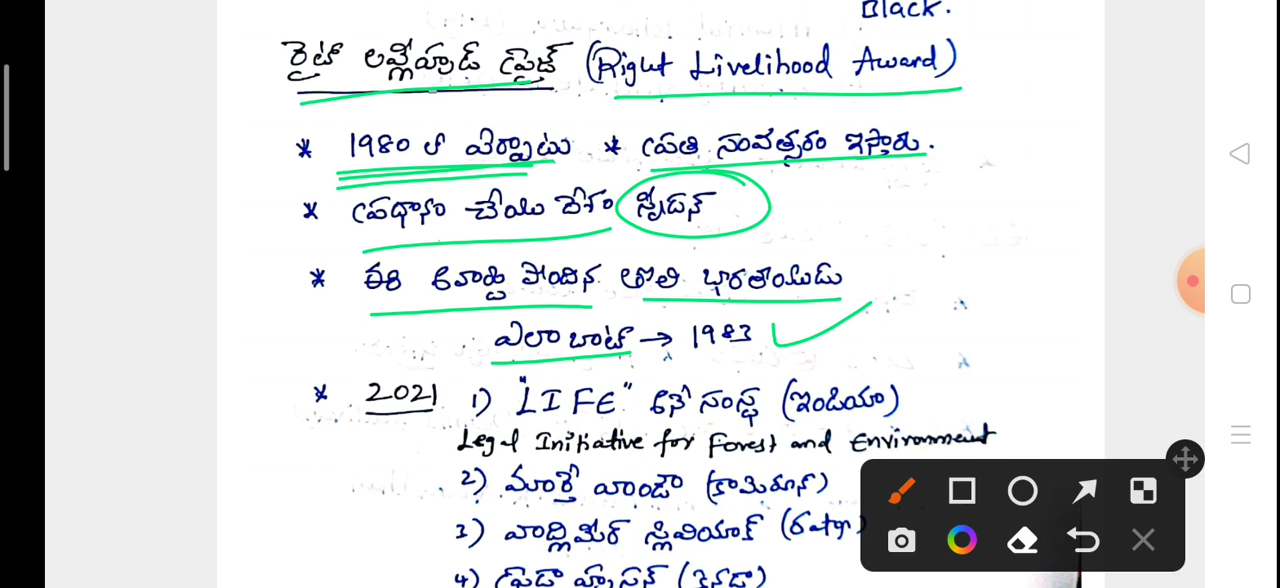 Black.
రైట్ లవ్లీహుడ్ ప్రైజ్ (Right Livelihood Award)
* 1980 లో ఏర్పాటు * ప్రతి సంవత్సరం ఇస్తారు.
* ప్రధానం చేయు దేశం స్వీడన్
* ఈ అవార్డు పొందిన తొలి భారతీయుడు
ఎలా బాట్ → 1983
* 2021 1) "LIFE" అనే సంస్థ (ఇండియా)
Legal Initiative for Forest and Environment
2) మార్తే వాండౌ (కామెరూన్)
3) వ్లాదిమీర్ స్లివియాక్ (రష్యా)
4) ఫ్రెడా హ్యూసన్ (కెనడా)